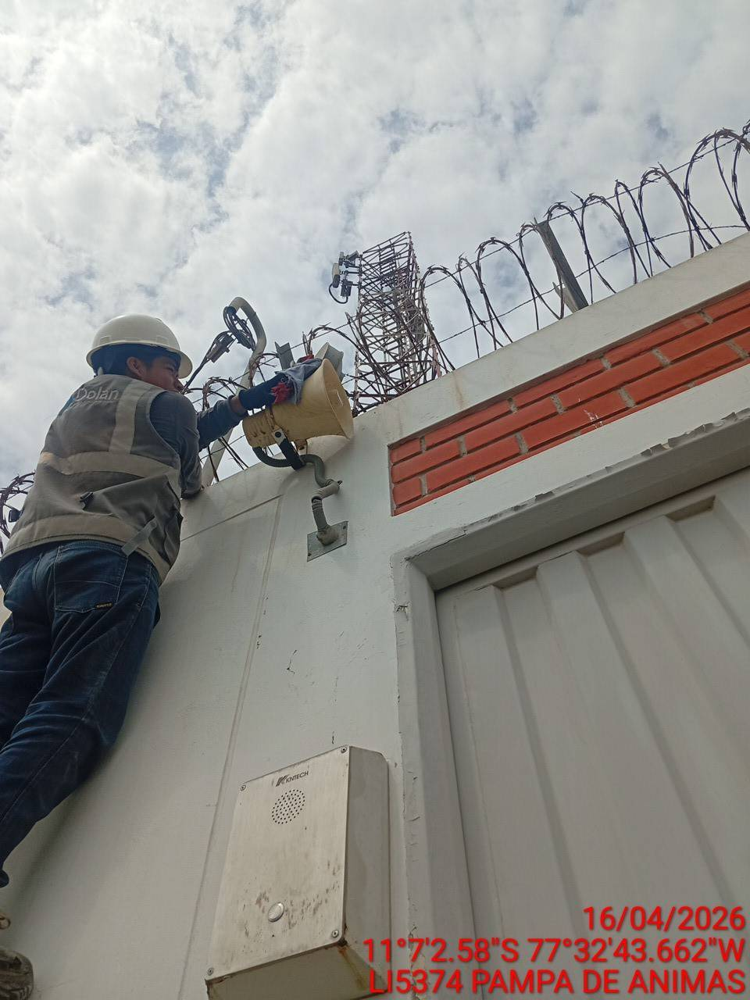 Dolan
KNTECH
16/04/2026
11°7'2.58"S 77°32'43.662"W
LI5374 PAMPA DE ANIMAS